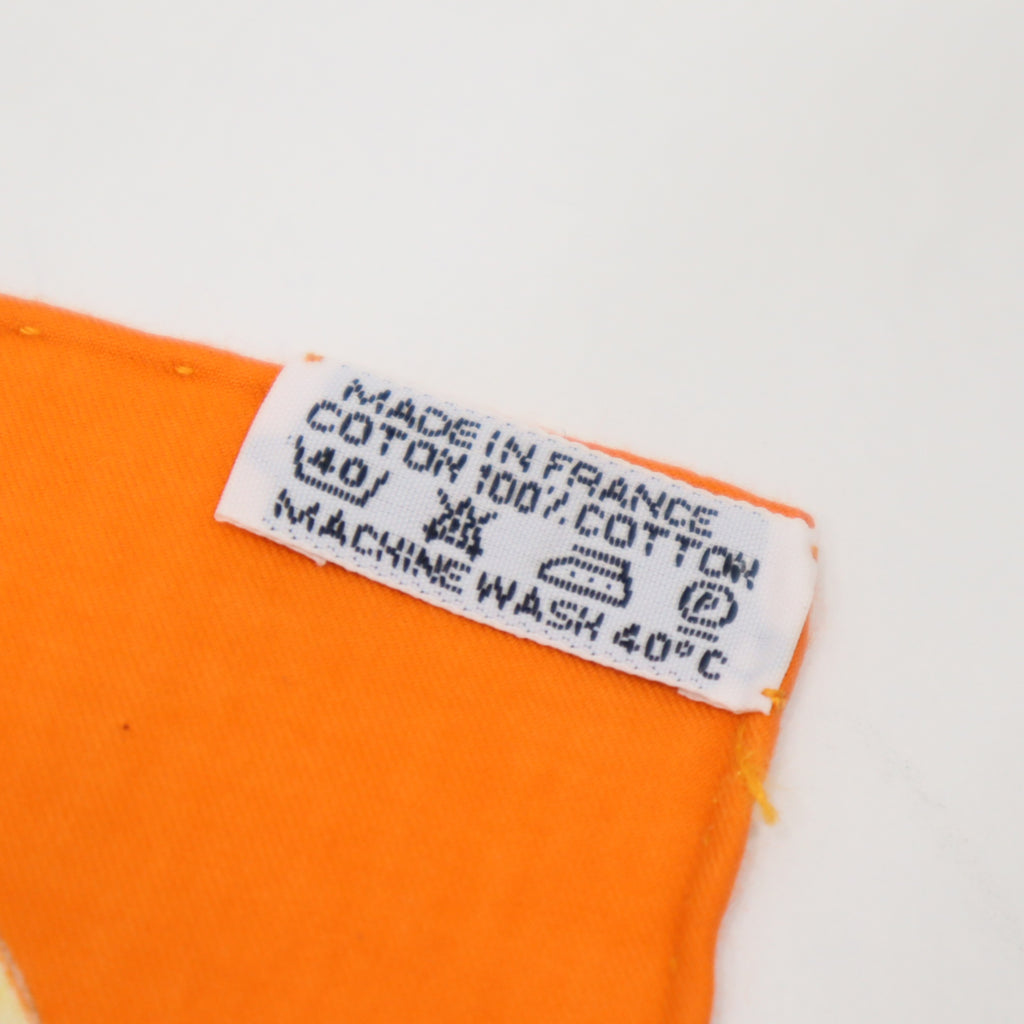 MADE IN FRANCE
COTON 100% COTTON
40 P
MACHINE WASH 40°C